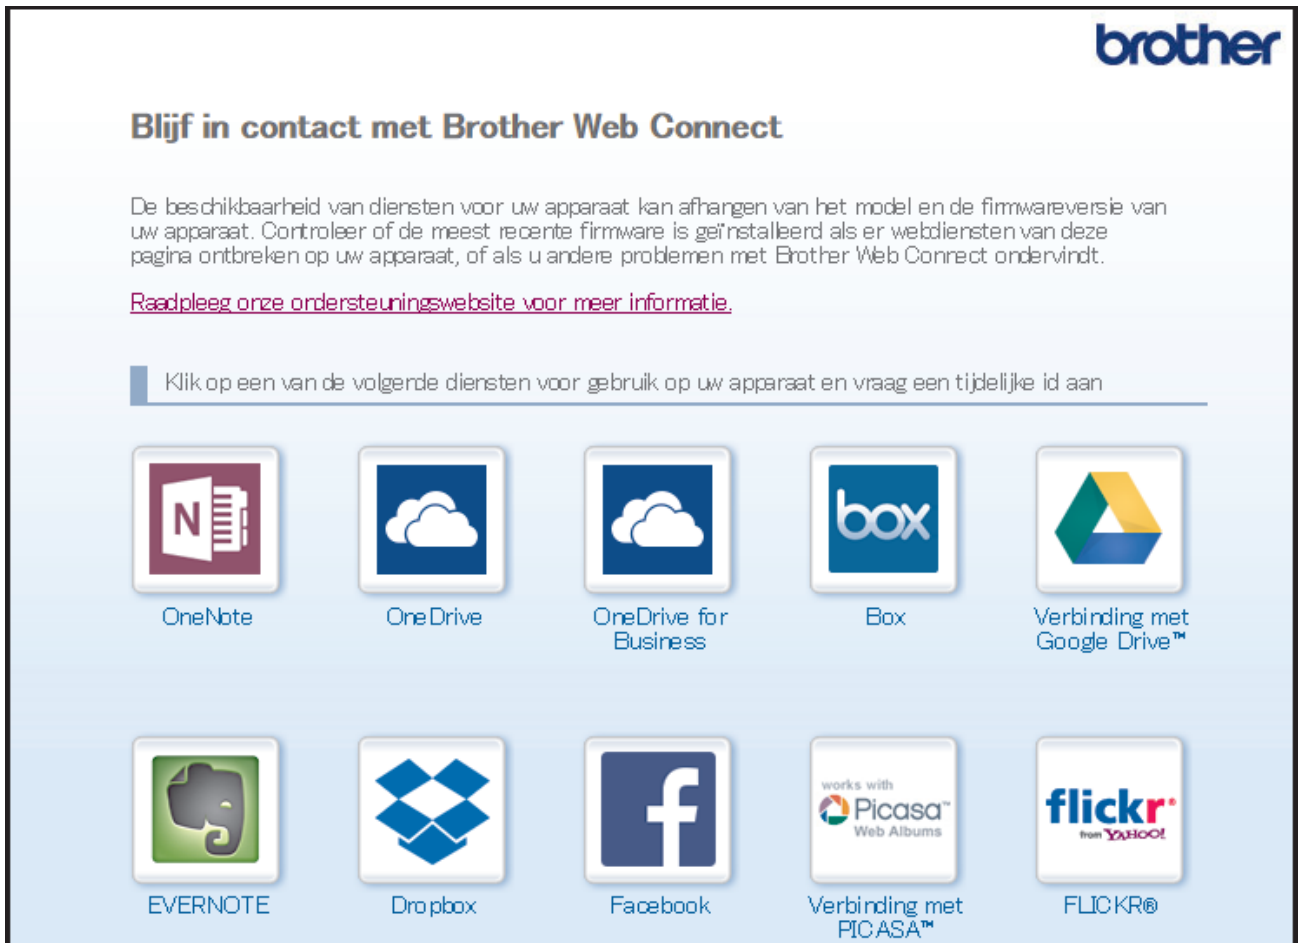 brother
Blijf in contact met Brother Web Connect
De beschikbaarheid van diensten voor uw apparaat kan afhangen van het model en de firmwareversie van
uw apparaat. Controleer of de meest recente firmware is geïnstalleerd als er webdiensten van deze
pagina ontbreken op uw apparaat, of als u andere problemen met Brother Web Connect ondervindt.
Raadpleeg onze ondersteuningswebsite voor meer informatie.
Klik op een van de volgende diensten voor gebruik op uw apparaat en vraag een tijdelijke id aan
N
box
OneNote
OneDrive
OneDrive for
Business
Box
Verbinding met
Google Drive™
f
works with
Picasa™
Web Albums
flickr®
from YAHOO!
EVERNOTE
Dropbox
Facebook
Verbinding met
PICASA™
FLICKR®